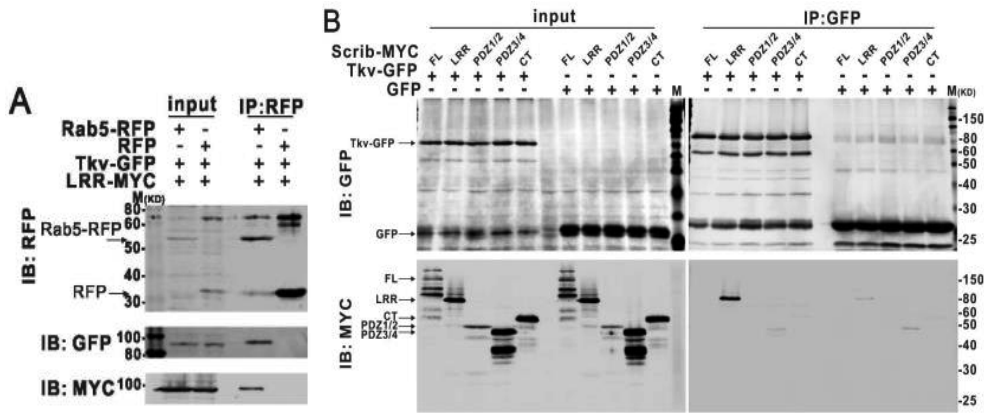 A
input IP:RFP
Rab5-RFP + - + -
RFP - + - +
Tkv-GFP + + + +
LRR-MYC + + + +
M(KD)
IB: RFP
80
60
Rab5-RFP
50
40
RFP
30
IB: GFP 100
80
IB: MYC 100
B
input IP:GFP
Scrib-MYC FL LRR PDZ1/2 PDZ3/4 CT FL LRR PDZ1/2 PDZ3/4 CT FL LRR PDZ1/2 PDZ3/4 CT FL LRR PDZ1/2 PDZ3/4 CT
Tkv-GFP + + + + + - - - - - + + + + + - - - - -
GFP - - - - - + + + + + M - - - - - + + + + + M(KD)
IB: GFP
Tkv-GFP
GFP
-150
-80
-60
-50
-40
-30
-25
IB: MYC
FL
LRR
CT
PDZ1/2
PDZ3/4
-150
-80
-60
-50
-40
-30
-25